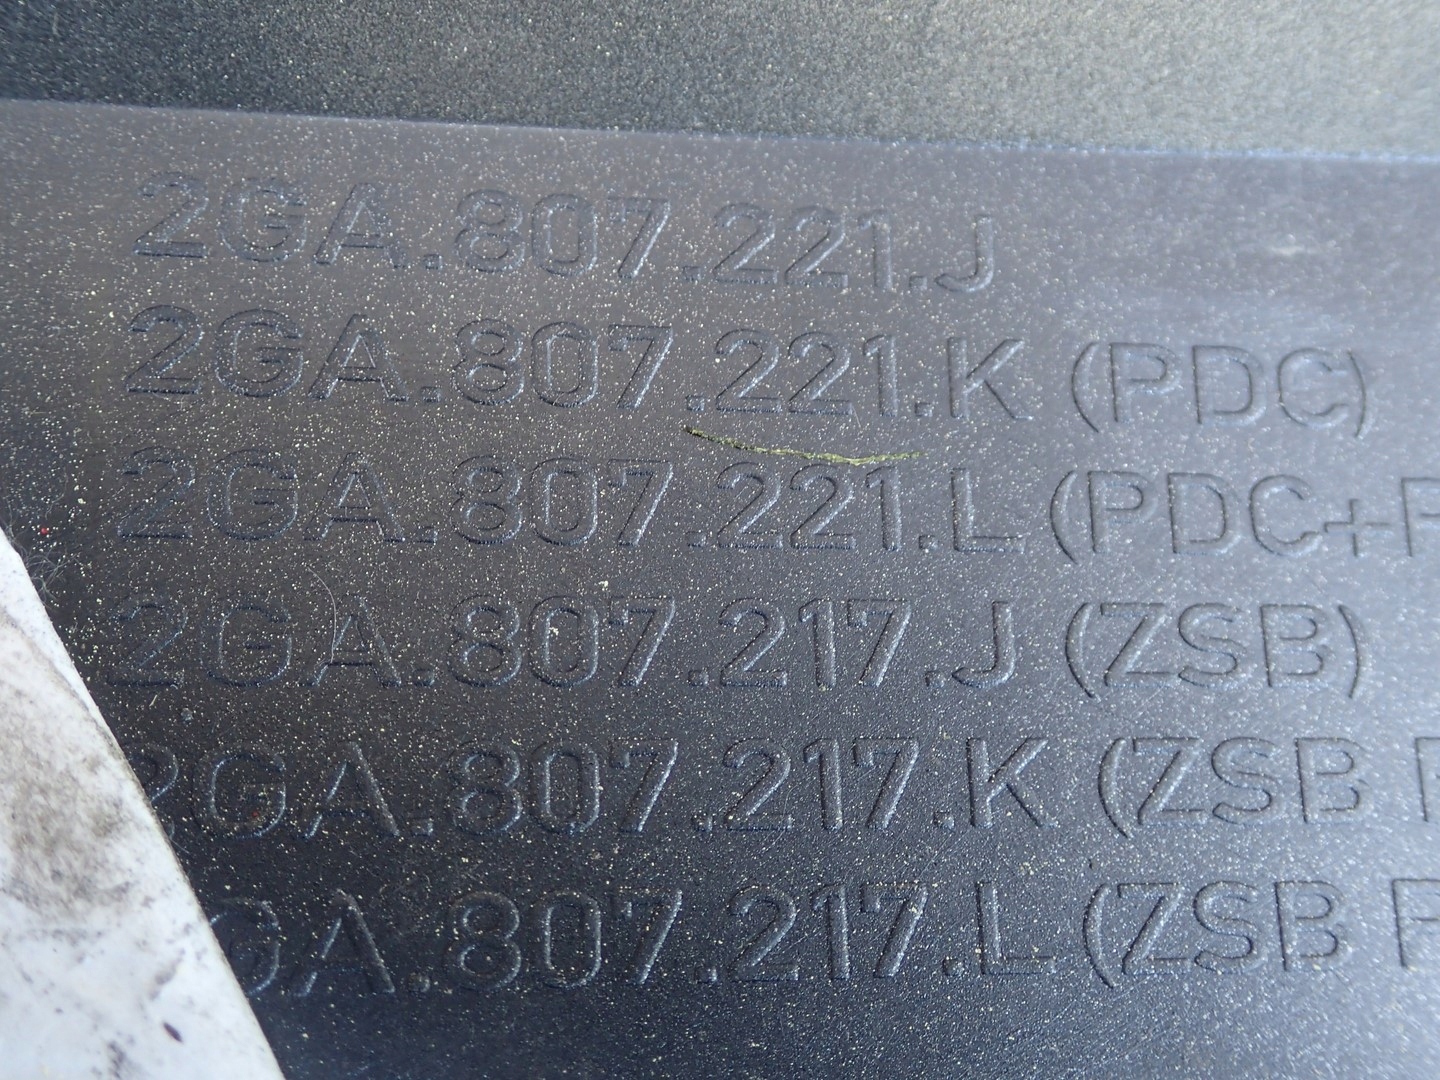 2GA.807.221.J
2GA.807.221.K (PDC)
2GA.807.221.L (PDC+
2GA.807.217.J (ZSB)
2GA.807.217.K (ZSB
GA.807.217.L (ZSB